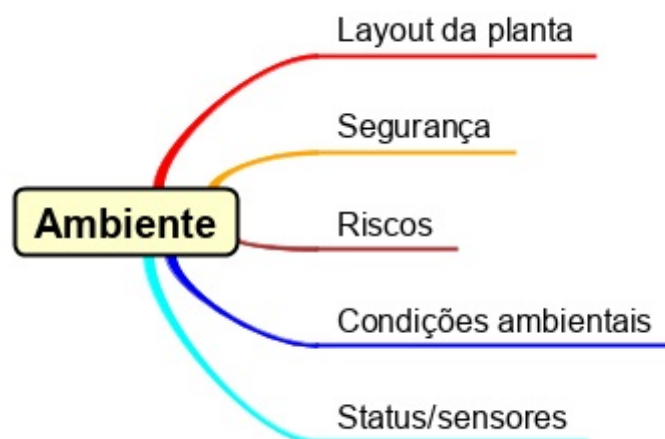 Layout da planta
Segurança
Ambiente
Riscos
Condições ambientais
Status/sensores